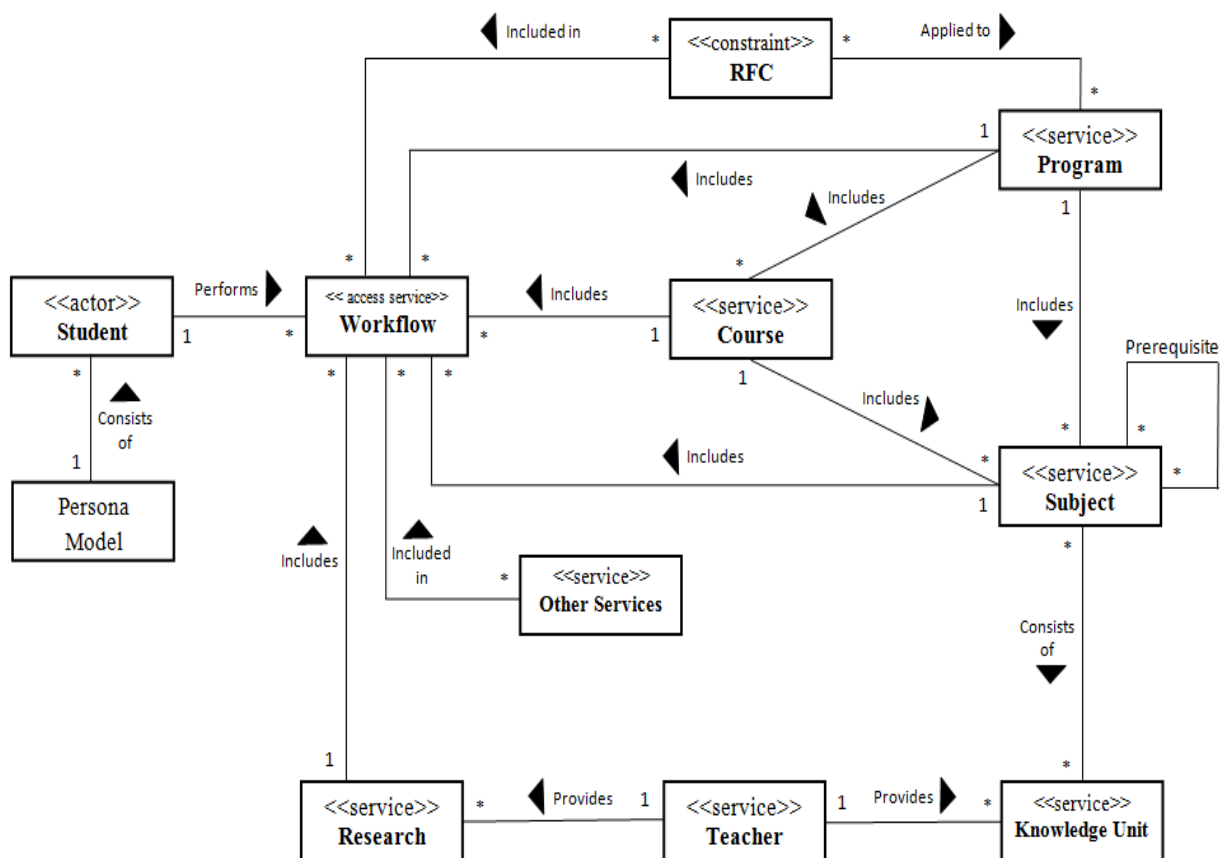 Included in
*
<<constraint>>
RFC
*
Applied to
*
1
<<service>>
Program
1
Includes
Includes
*
*
*
<<actor>>
Student
Performs
1
*
<< access service>>
Workflow
*
Includes
1
<<service>>
Course
1
Includes
Prerequisite
*
Consists
of
1
Persona
Model
*
*
*
Includes
Includes
*
*
*
*
1
<<service>>
Subject
*
Includes
Included
in
*
<<service>>
Other Services
Consists
of
1
*
<<service>>
Research
*
Provides
1
<<service>>
Teacher
1
Provides
*
<<service>>
Knowledge Unit